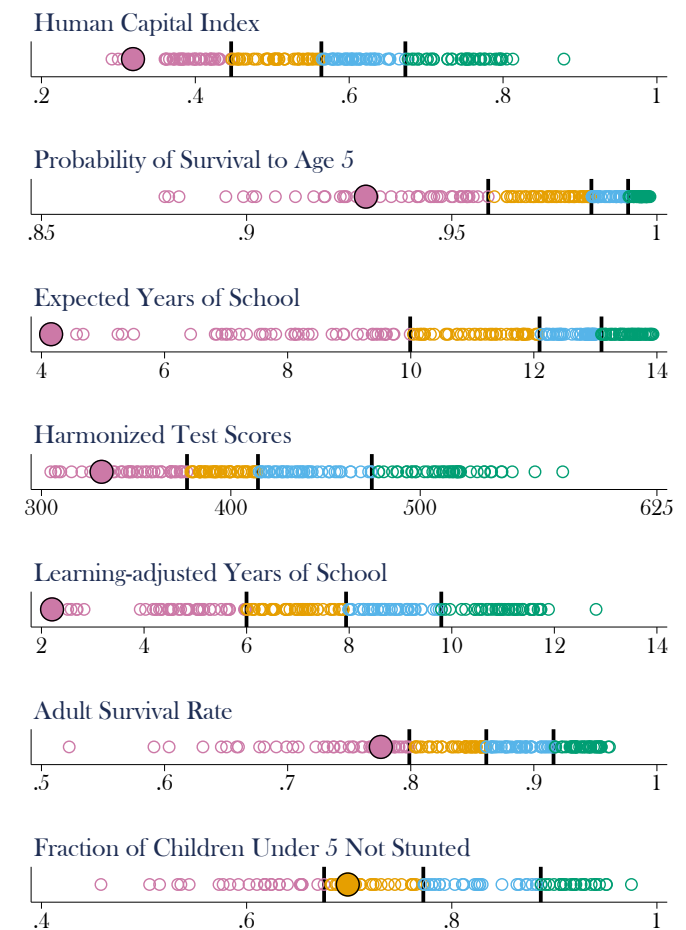 Human Capital Index
.2 .4 .6 .8 1
Probability of Survival to Age 5
.85 .9 .95 1
Expected Years of School
4 6 8 10 12 14
Harmonized Test Scores
300 400 500 625
Learning-adjusted Years of School
2 4 6 8 10 12 14
Adult Survival Rate
.5 .6 .7 .8 .9 1
Fraction of Children Under 5 Not Stunted
.4 .6 .8 1